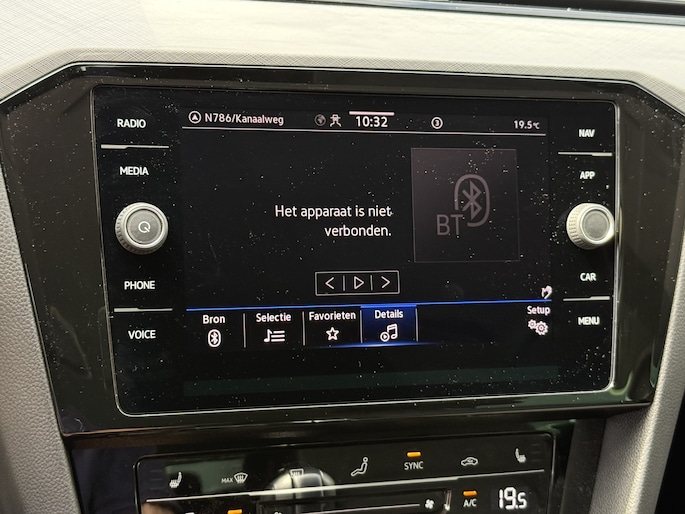 RADIO
MEDIA
PHONE
VOICE
N786/Kanaalweg
10:32
3
19.5°C
Het apparaat is niet
verbonden.
BT
Bron
Selectie
Favorieten
Details
Setup
NAV
APP
CAR
MENU
MAX
SYNC
A/C
19.5